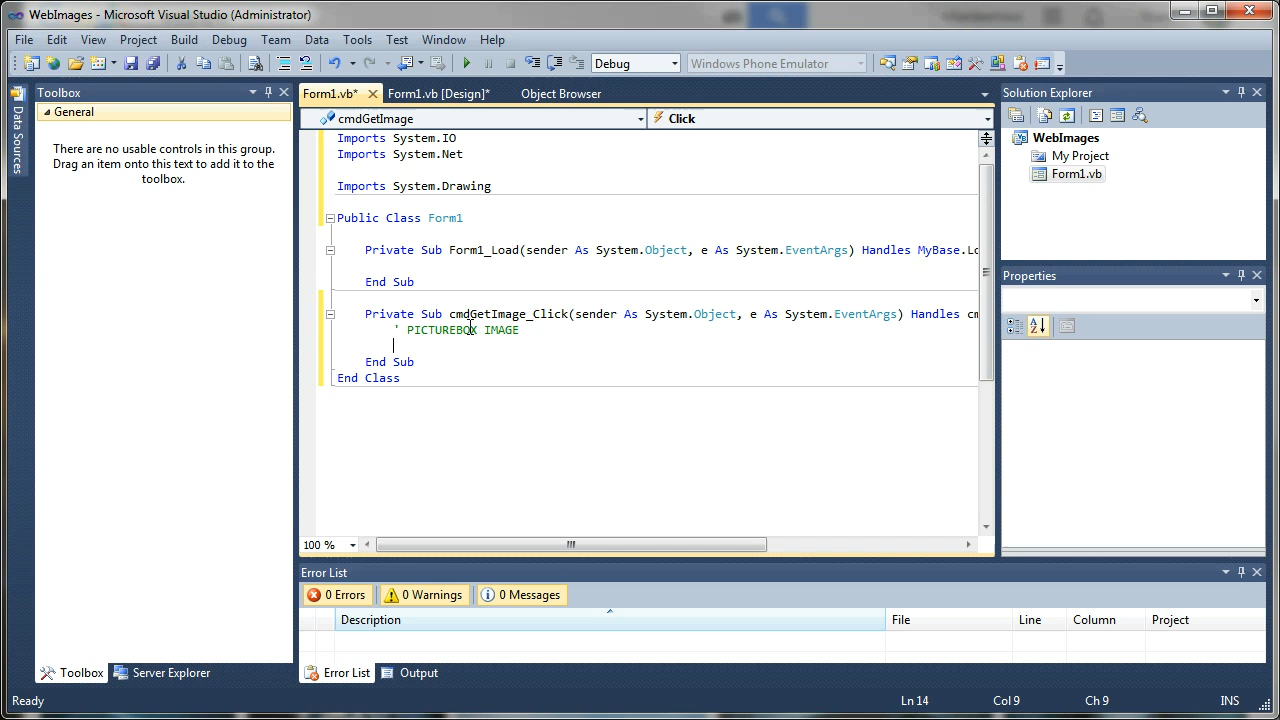 WebImages - Microsoft Visual Studio (Administrator)
File Edit View Project Build Debug Team Data Tools Test Window Help
Debug Windows Phone Emulator
Data Sources
Toolbox
General
There are no usable controls in this group.
Drag an item onto this text to add it to the
toolbox.
Toolbox Server Explorer
Form1.vb* Form1.vb [Design]* Object Browser
cmdGetImage Click
Imports System.IO
Imports System.Net
Imports System.Drawing
Public Class Form1
Private Sub Form1_Load(sender As System.Object, e As System.EventArgs) Handles MyBase.Lo
End Sub
Private Sub cmdGetImage_Click(sender As System.Object, e As System.EventArgs) Handles cm
' PICTUREBOX IMAGE
End Sub
End Class
100 %
Solution Explorer
WebImages
My Project
Form1.vb
Properties
Error List
0 Errors 0 Warnings 0 Messages
Description File Line Column Project
Error List Output
Ready Ln 14 Col 9 Ch 9 INS